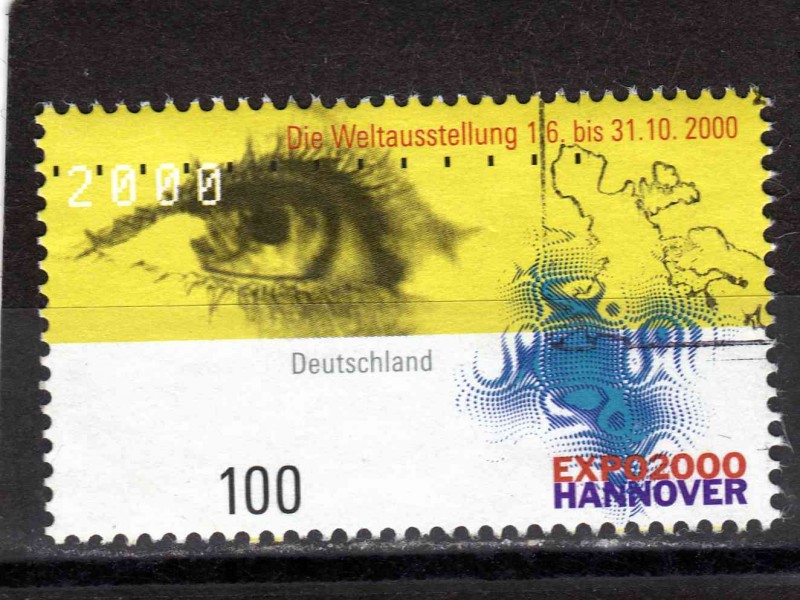 Die Weltausstellung 1.6. bis 31.10. 2000
2000
Deutschland
100
EXPO2000
HANNOVER